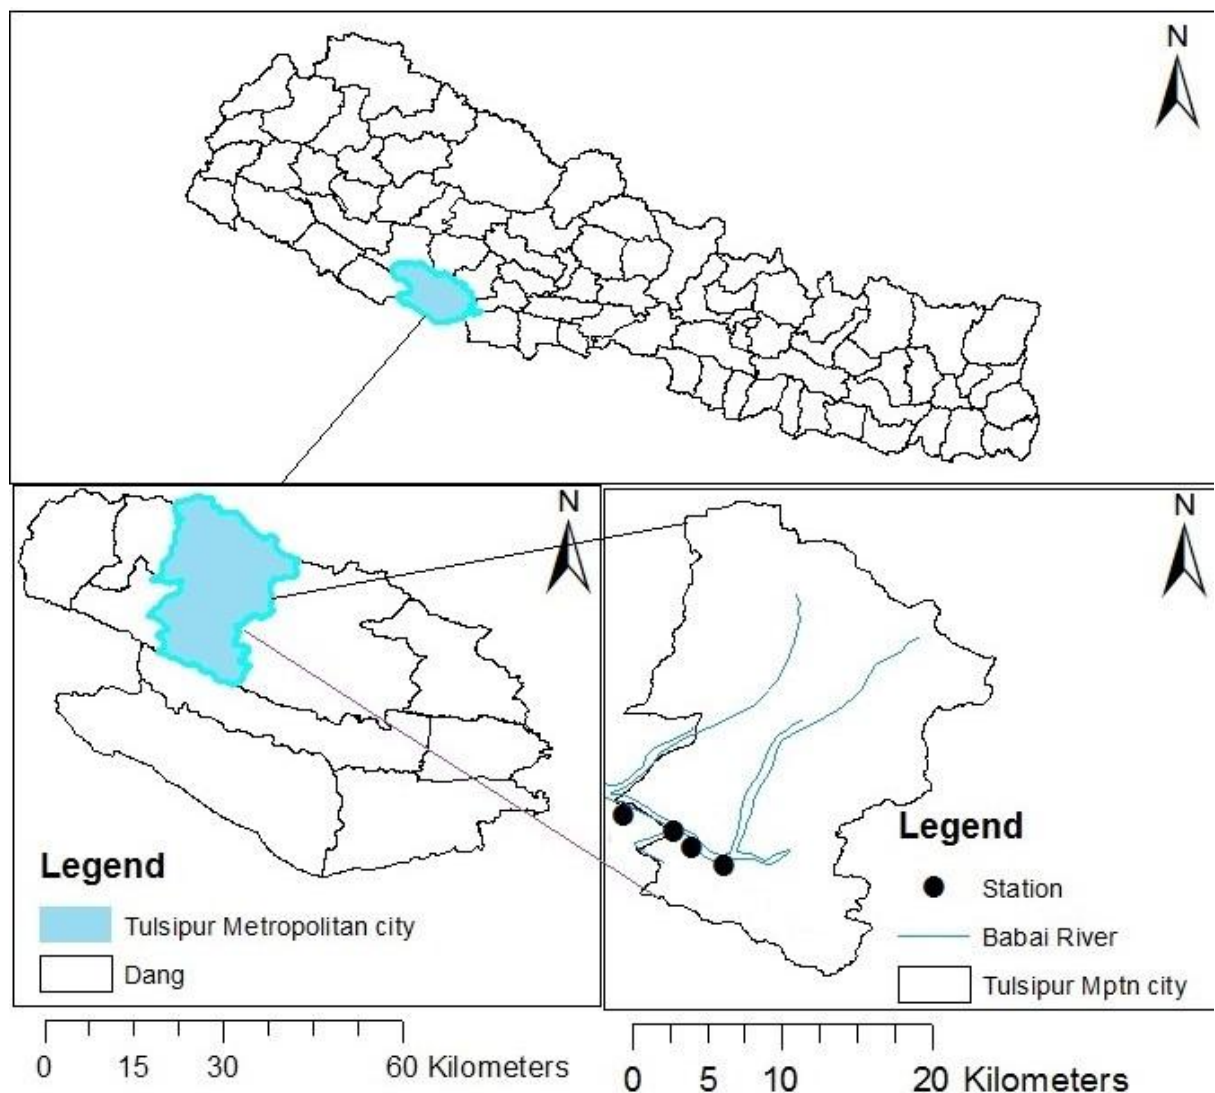 N
N
Legend
Tulsipur Metropolitan city
Dang
0 15 30 60 Kilometers
N
Legend
Station
Babai River
Tulsipur Mptn city
0 5 10 20 Kilometers